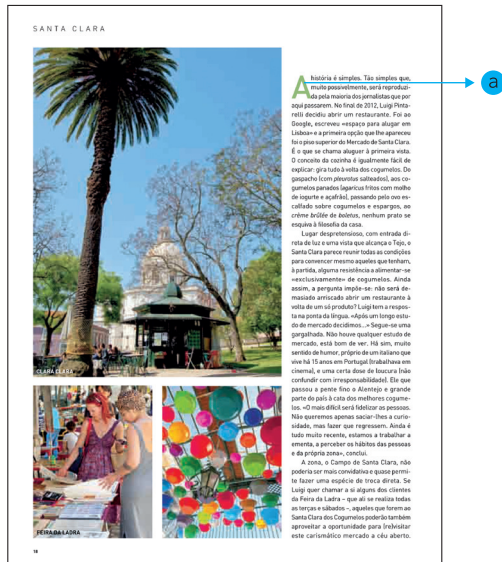 SANTA CLARA
A história é simples. Tão simples que,
muito possivelmente, será reproduzi-
da pela maioria dos jornalistas que por
aqui passarem. No final de 2012, Luigi Pinta-
relli decidiu abrir um restaurante. Foi ao
Google, escreveu «espaço para alugar em
Lisboa» e a primeira opção que lhe apareceu
foi o piso superior do Mercado de Santa Clara.
É o que se chama aluguer à primeira vista.
O conceito da cozinha é igualmente fácil de
explicar: gira tudo à volta dos cogumelos. Do
gaspacho (com pleurotus salteados), aos co-
gumelos panados (agaricus fritos com molho
de iogurte e açafrão), passando pelo ovo es-
calfado sobre cogumelos e espargos, ao
crème brûlée de boletus, nenhum prato se
esquiva à filosofia da casa.
Lugar despretensioso, com entrada di-
reta de luz e uma vista que alcança o Tejo, o
Santa Clara parece reunir todas as condições
para convencer mesmo aqueles que tenham,
à partida, alguma resistência a alimentar-se
«exclusivamente» de cogumelos. Ainda
assim, a pergunta impõe-se: não será de-
masiado arriscado abrir um restaurante à
volta de um só produto? Luigi tem a respos-
ta na ponta da língua. «Após um longo estu-
do de mercado decidimos...» Segue-se uma
gargalhada. Não houve qualquer estudo de
mercado, está bom de ver. Há sim, muito
sentido de humor, próprio de um italiano que
vive há 15 anos em Portugal (trabalhava em
cinema), e uma certa dose de loucura (não
confundir com irresponsabilidade). Ele que
passou a pente fino o Alentejo e grande
parte do país à cata dos melhores cogume-
los. «O mais difícil será fidelizar as pessoas.
Não queremos apenas saciar-lhes a curio-
sidade, mas fazer que regressem. Ainda é
tudo muito recente, estamos a trabalhar a
ementa, a perceber os hábitos das pessoas
e da própria zona», conclui.
A zona, o Campo de Santa Clara, não
poderia ser mais convidativa e quase permi-
te fazer uma espécie de troca direta. Se
Luigi quer chamar a si alguns dos clientes
da Feira da Ladra – que ali se realiza todas
as terças e sábados –, aqueles que forem ao
Santa Clara dos Cogumelos poderão também
aproveitar a oportunidade para (re)visitar
este carismático mercado a céu aberto.
a
CLARA CLARA
FEIRA DA LADRA
18